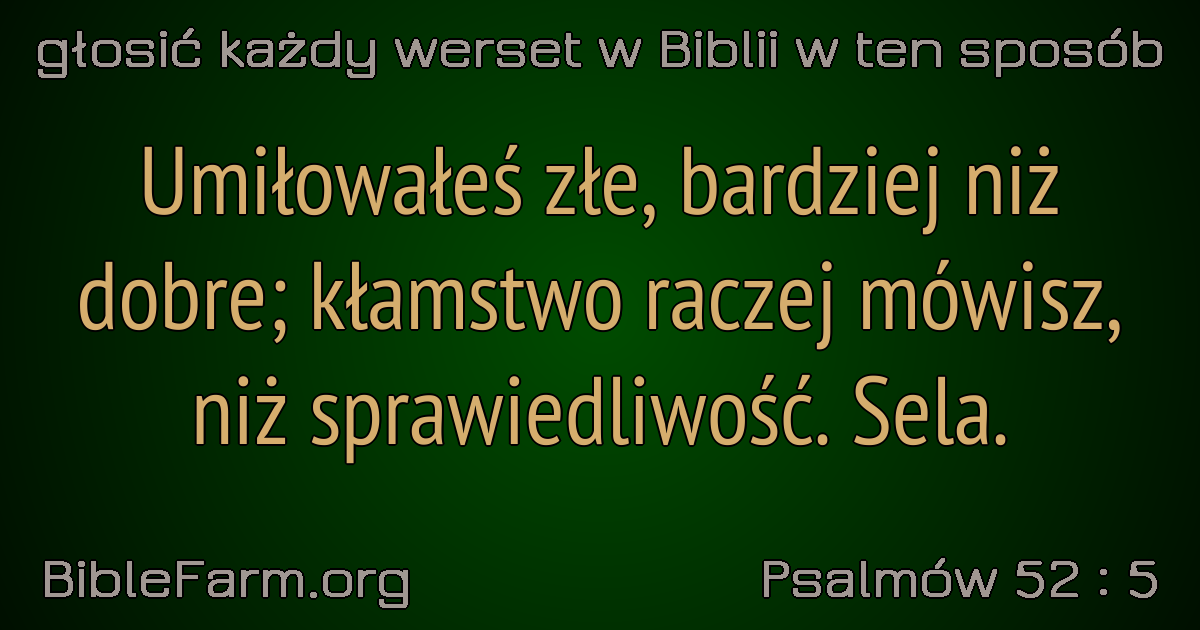 głosić każdy werset w Biblii w ten sposób
Umiłowałeś złe, bardziej niż
dobre; kłamstwo raczej mówisz,
niż sprawiedliwość. Sela.
BibleFarm.org
Psalmów 52 : 5